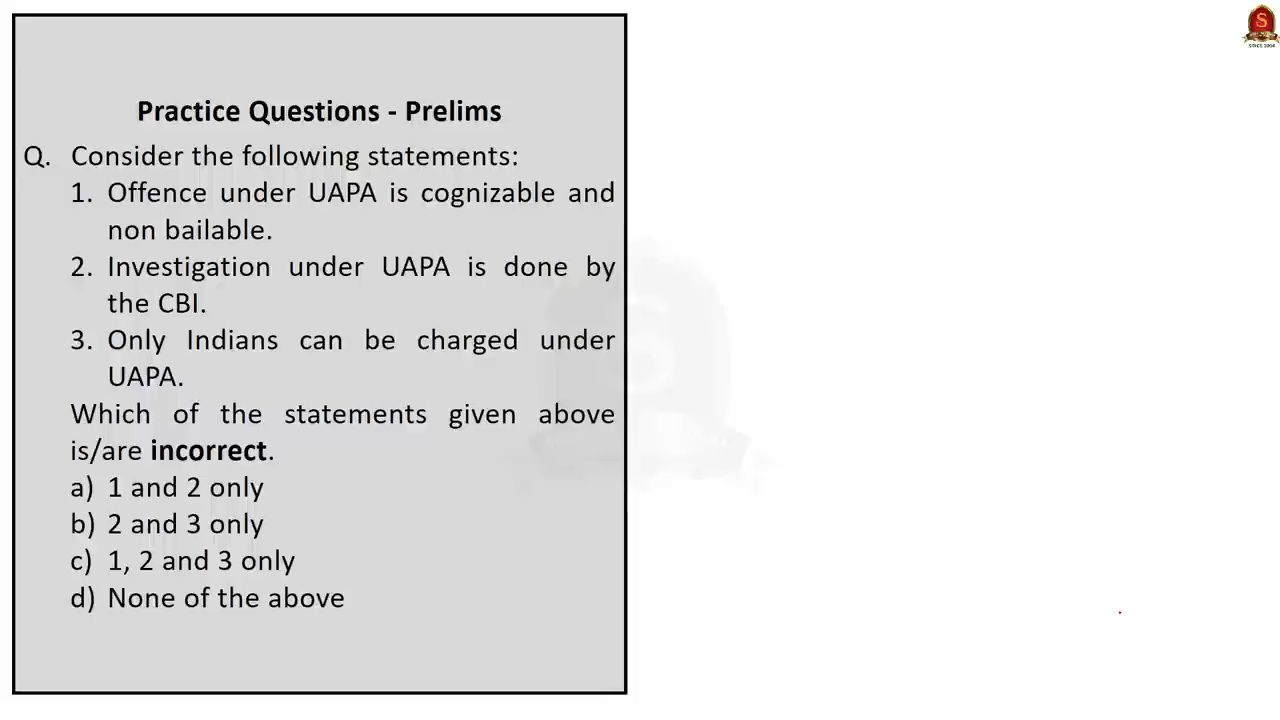 Practice Questions - Prelims
Q. Consider the following statements:
1. Offence under UAPA is cognizable and
non bailable.
2. Investigation under UAPA is done by
the CBI.
3. Only Indians can be charged under
UAPA.
Which of the statements given above
is/are incorrect.
a) 1 and 2 only
b) 2 and 3 only
c) 1, 2 and 3 only
d) None of the above
S
SINCE 2004